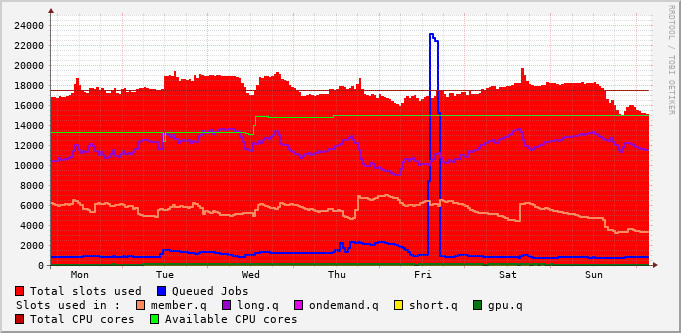 24000
22000
20000
18000
16000
14000
12000
10000
8000
6000
4000
2000
0
Mon Tue Wed Thu Fri Sat Sun
RRDTOOL / TOBI OETIKER
Total slots used Queued Jobs
Slots used in : member.q long.q ondemand.q short.q gpu.q
Total CPU cores Available CPU cores